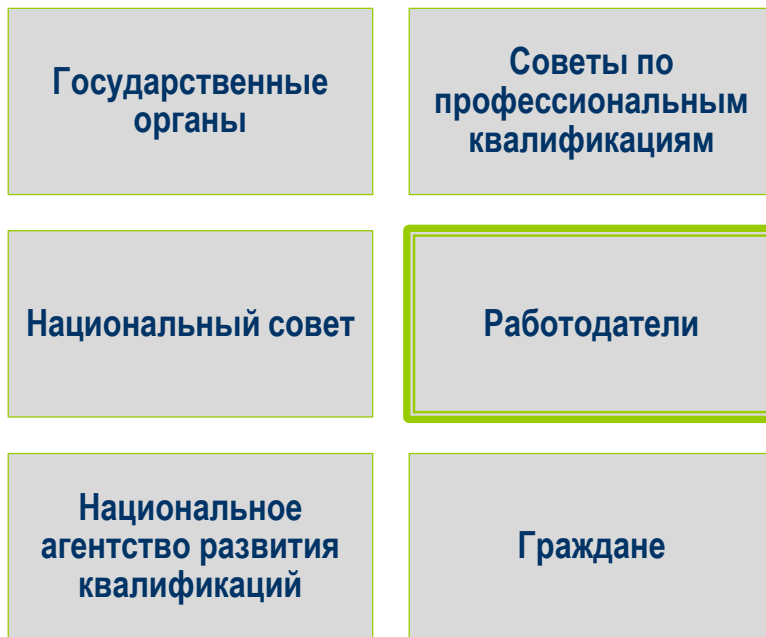 Государственные
органы
Советы по
профессиональным
квалификациям
Национальный совет
Работодатели
Национальное
агентство развития
квалификаций
Граждане